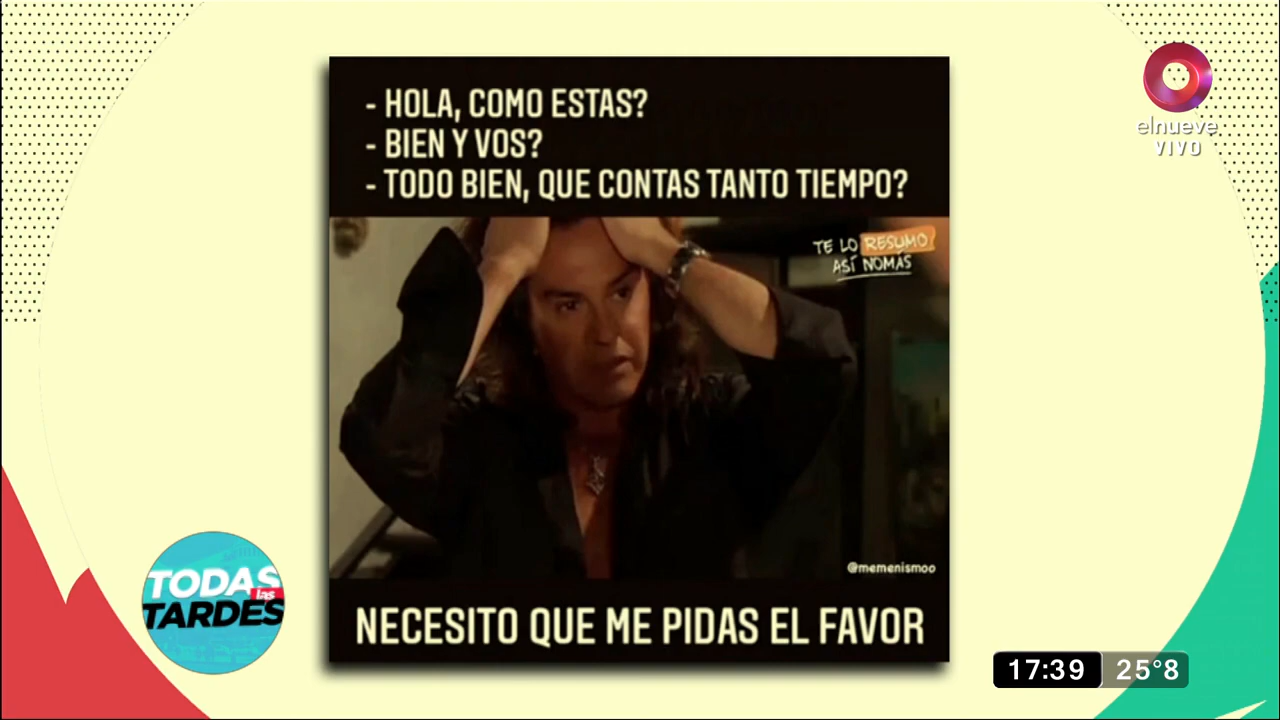 - HOLA, COMO ESTAS?
- BIEN Y VOS?
- TODO BIEN, QUE CONTAS TANTO TIEMPO?
TE LO RESUMO
ASÍ NOMÁS
@memenismoo
NECESITO QUE ME PIDAS EL FAVOR
elnueve
VIVO
TODAS
las
TARDES
17:39 25°8